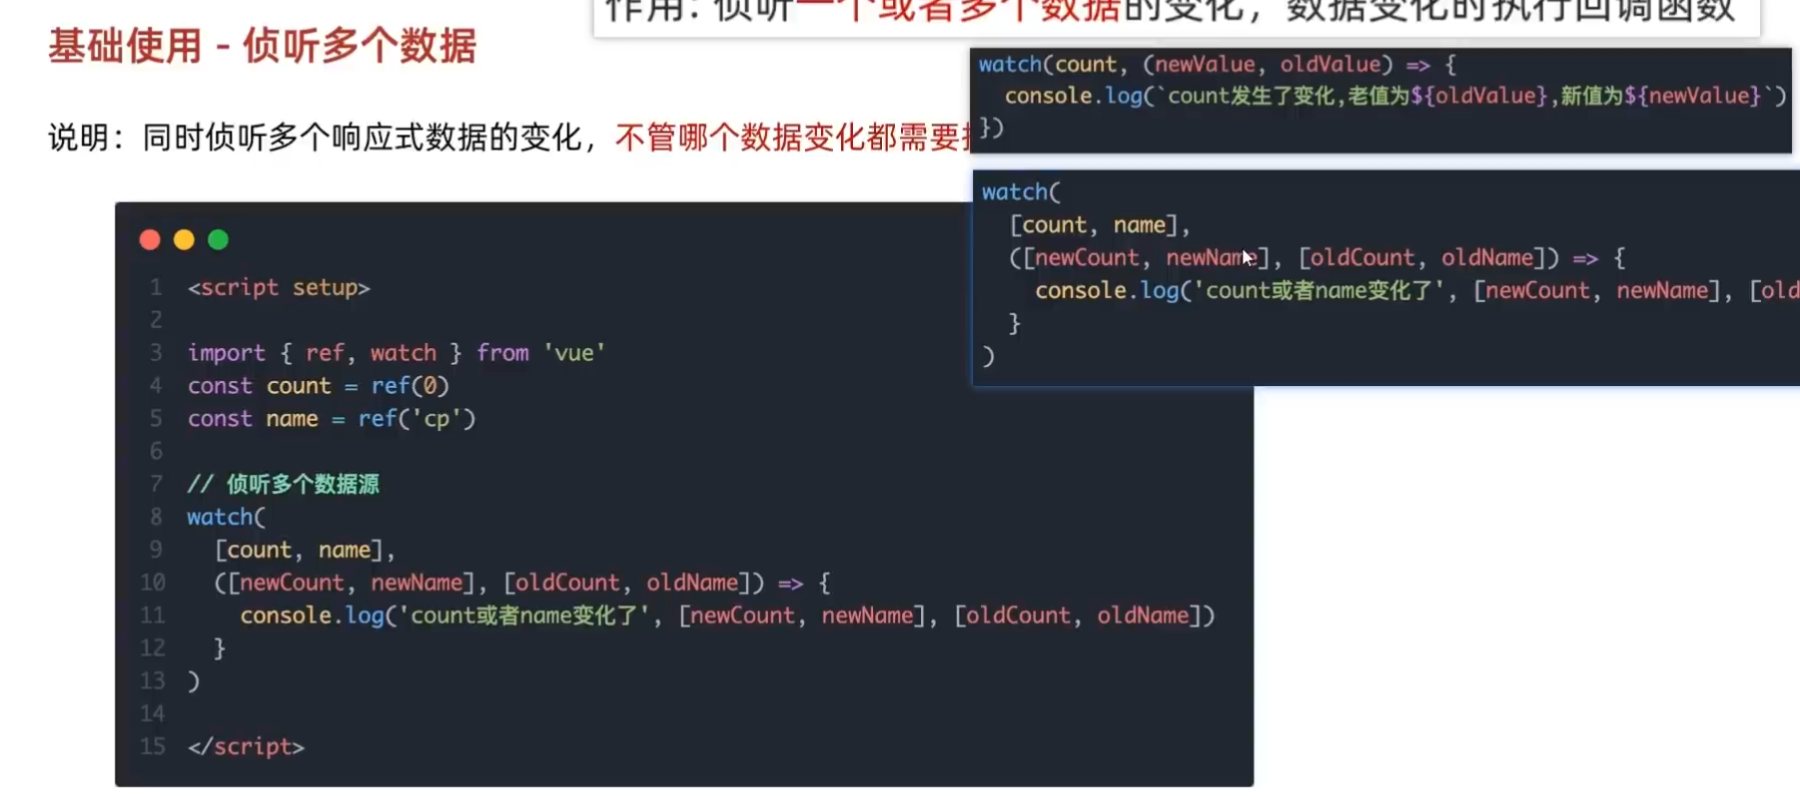 作用: 侦听一个或者多个数据的变化，数据变化时执行回调函数
基础使用 - 侦听多个数据
说明：同时侦听多个响应式数据的变化，不管哪个数据变化都需要
watch(count, (newValue, oldValue) => {
console.log(`count发生了变化,老值为${oldValue},新值为${newValue}`)
})
watch(
[count, name],
([newCount, newName], [oldCount, oldName]) => {
console.log('count或者name变化了', [newCount, newName], [old
}
)
1 <script setup>
2
3 import { ref, watch } from 'vue'
4 const count = ref(0)
5 const name = ref('cp')
6
7 // 侦听多个数据源
8 watch(
9 [count, name],
10 ([newCount, newName], [oldCount, oldName]) => {
11 console.log('count或者name变化了', [newCount, newName], [oldCount, oldName])
12 }
13 )
14
15 </script>